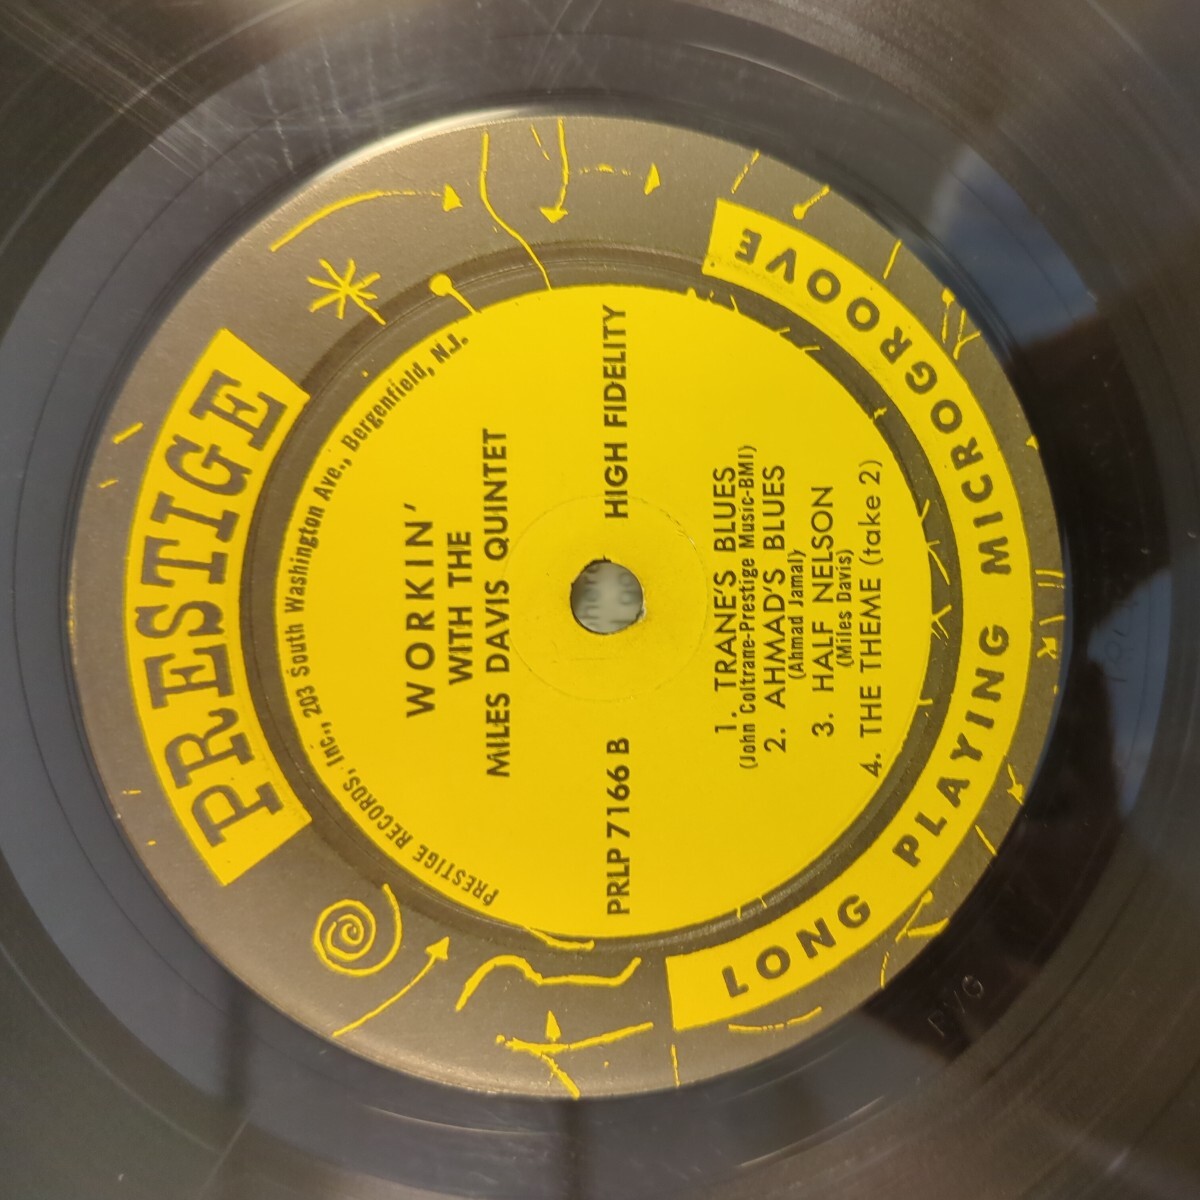 PRESTIGE
PRESTIGE RECORDS, Inc., 203 South Washington Ave., Bergenfield, N.J.
WORKIN'
WITH THE
MILES DAVIS QUINTET
PRLP 7166 B HIGH FIDELITY
1. TRANE'S BLUES
(John Coltrane-Prestige Music-BMI)
2. AHMAD'S BLUES
(Ahmad Jamal)
3. HALF NELSON
(Miles Davis)
4. THE THEME (take 2)
LONG PLAYING MICROGROOVE
RVG